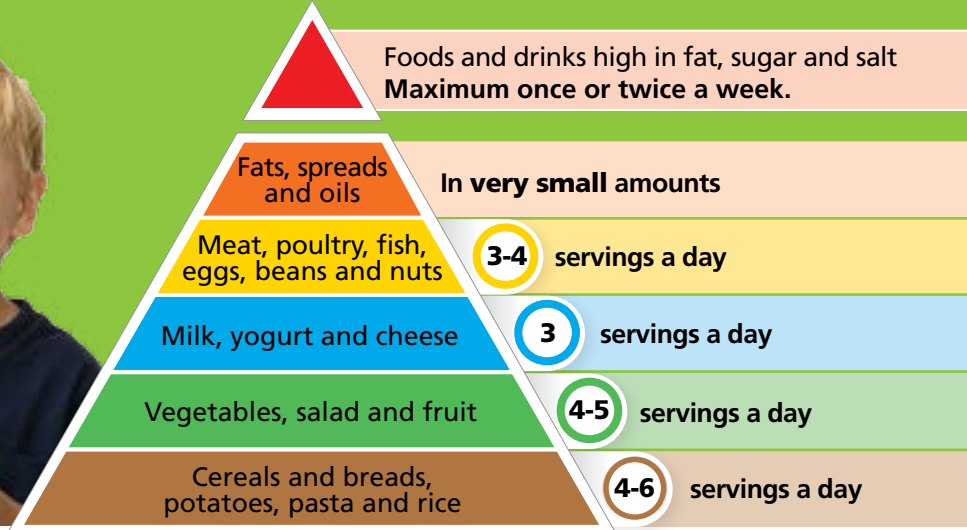 Foods and drinks high in fat, sugar and salt
Maximum once or twice a week.
Fats, spreads
and oils
In very small amounts
Meat, poultry, fish,
eggs, beans and nuts
3-4 servings a day
Milk, yogurt and cheese
3 servings a day
Vegetables, salad and fruit
4-5 servings a day
Cereals and breads,
potatoes, pasta and rice
4-6 servings a day